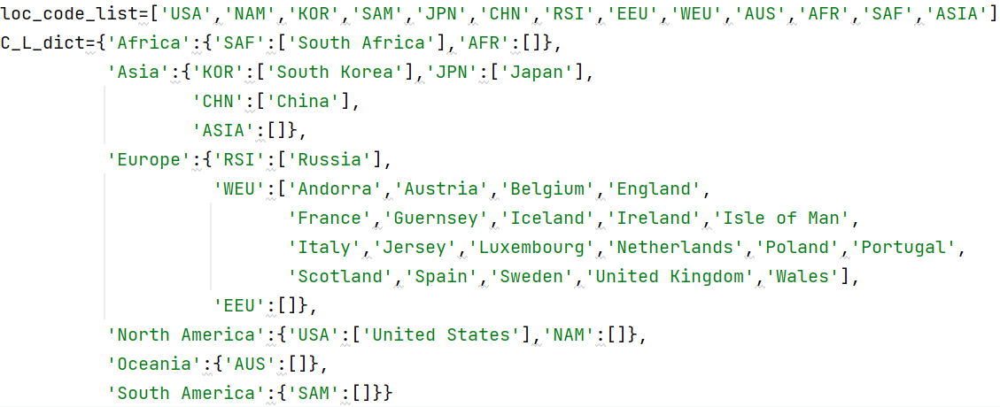 loc_code_list=['USA','NAM','KOR','SAM','JPN','CHN','RSI','EEU','WEU','AUS','AFR','SAF','ASIA']
C_L_dict={'Africa':{'SAF':['South Africa'],'AFR':[]},
'Asia':{'KOR':['South Korea'],'JPN':['Japan'],
'CHN':['China'],
'ASIA':[]},
'Europe':{'RSI':['Russia'],
'WEU':['Andorra','Austria','Belgium','England',
'France','Guernsey','Iceland','Ireland','Isle of Man',
'Italy','Jersey','Luxembourg','Netherlands','Poland','Portugal',
'Scotland','Spain','Sweden','United Kingdom','Wales'],
'EEU':[]},
'North America':{'USA':['United States'],'NAM':[]},
'Oceania':{'AUS':[]},
'South America':{'SAM':[]}}